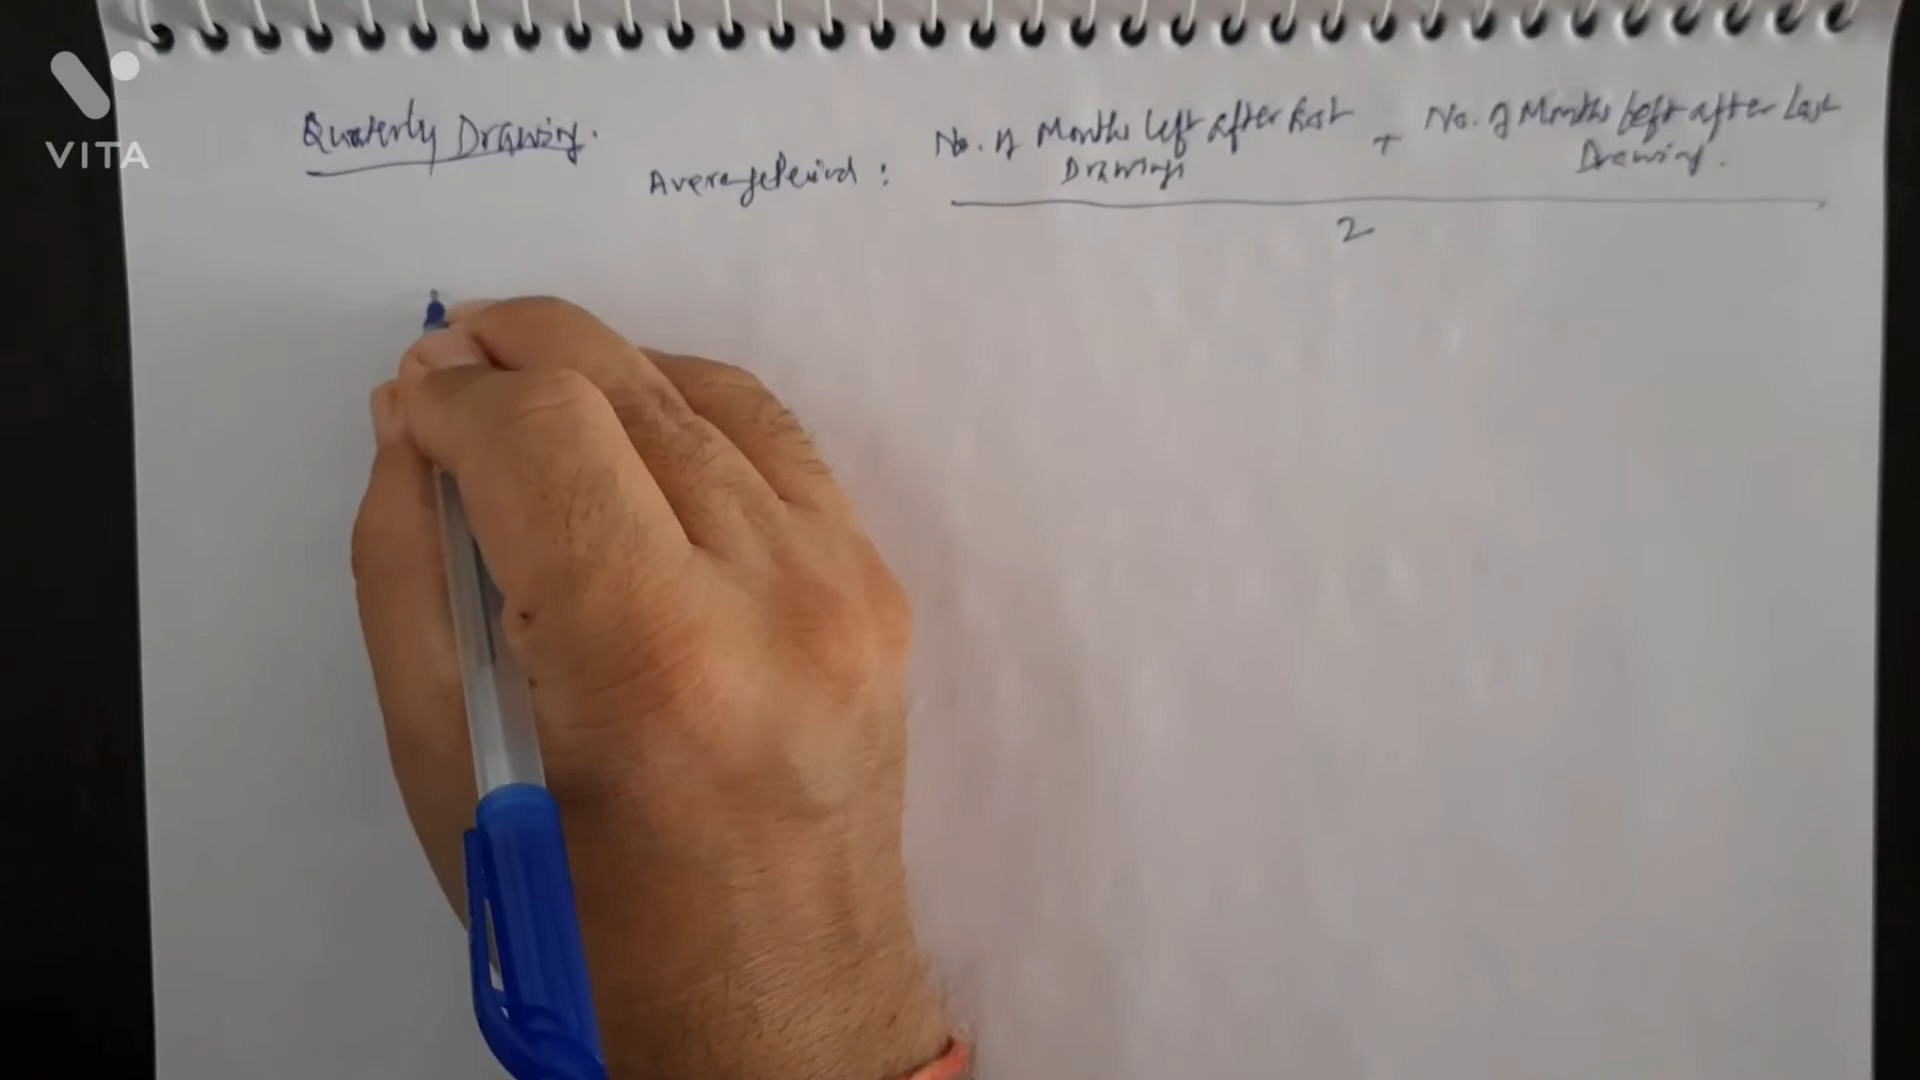 VITA
Quaterly Drawing.
Average Period :
No. of Months left after first Drawings + No. of Months left after Last Drawing.
2